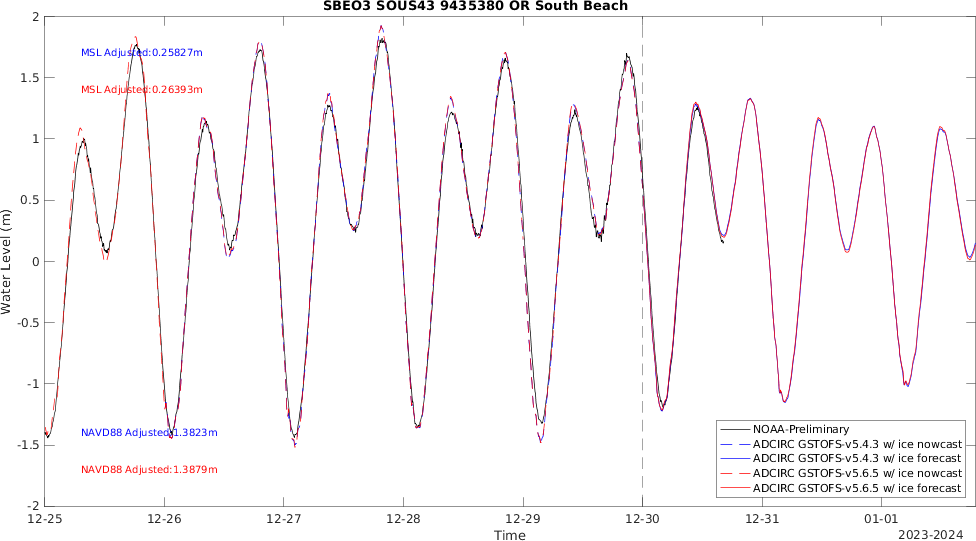 SBEO3 SOUS43 9435380 OR South Beach
MSL Adjusted:0.25827m
MSL Adjusted:0.26393m
NAVD88 Adjusted:1.3823m
NAVD88 Adjusted:1.3879m
Water Level (m)
2
1.5
1
0.5
0
-0.5
-1
-1.5
-2
NOAA-Preliminary
ADCIRC GSTOFS-v5.4.3 w/ ice nowcast
ADCIRC GSTOFS-v5.4.3 w/ ice forecast
ADCIRC GSTOFS-v5.6.5 w/ ice nowcast
ADCIRC GSTOFS-v5.6.5 w/ ice forecast
12-25 12-26 12-27 12-28 12-29 12-30 12-31 01-01
Time
2023-2024